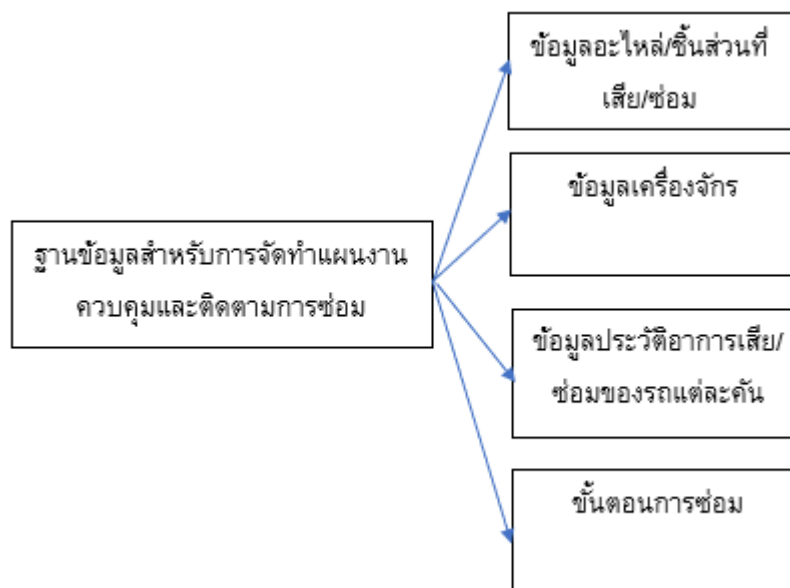 ข้อมูลอะไหล่/ชิ้นส่วนที่
เสีย/ซ่อม
ข้อมูลเครื่องจักร
ฐานข้อมูลสำหรับการจัดทำแผนงาน
ควบคุมและติดตามการซ่อม
ข้อมูลประวัติอาการเสีย/
ซ่อมของรถแต่ละคัน
ขั้นตอนการซ่อม